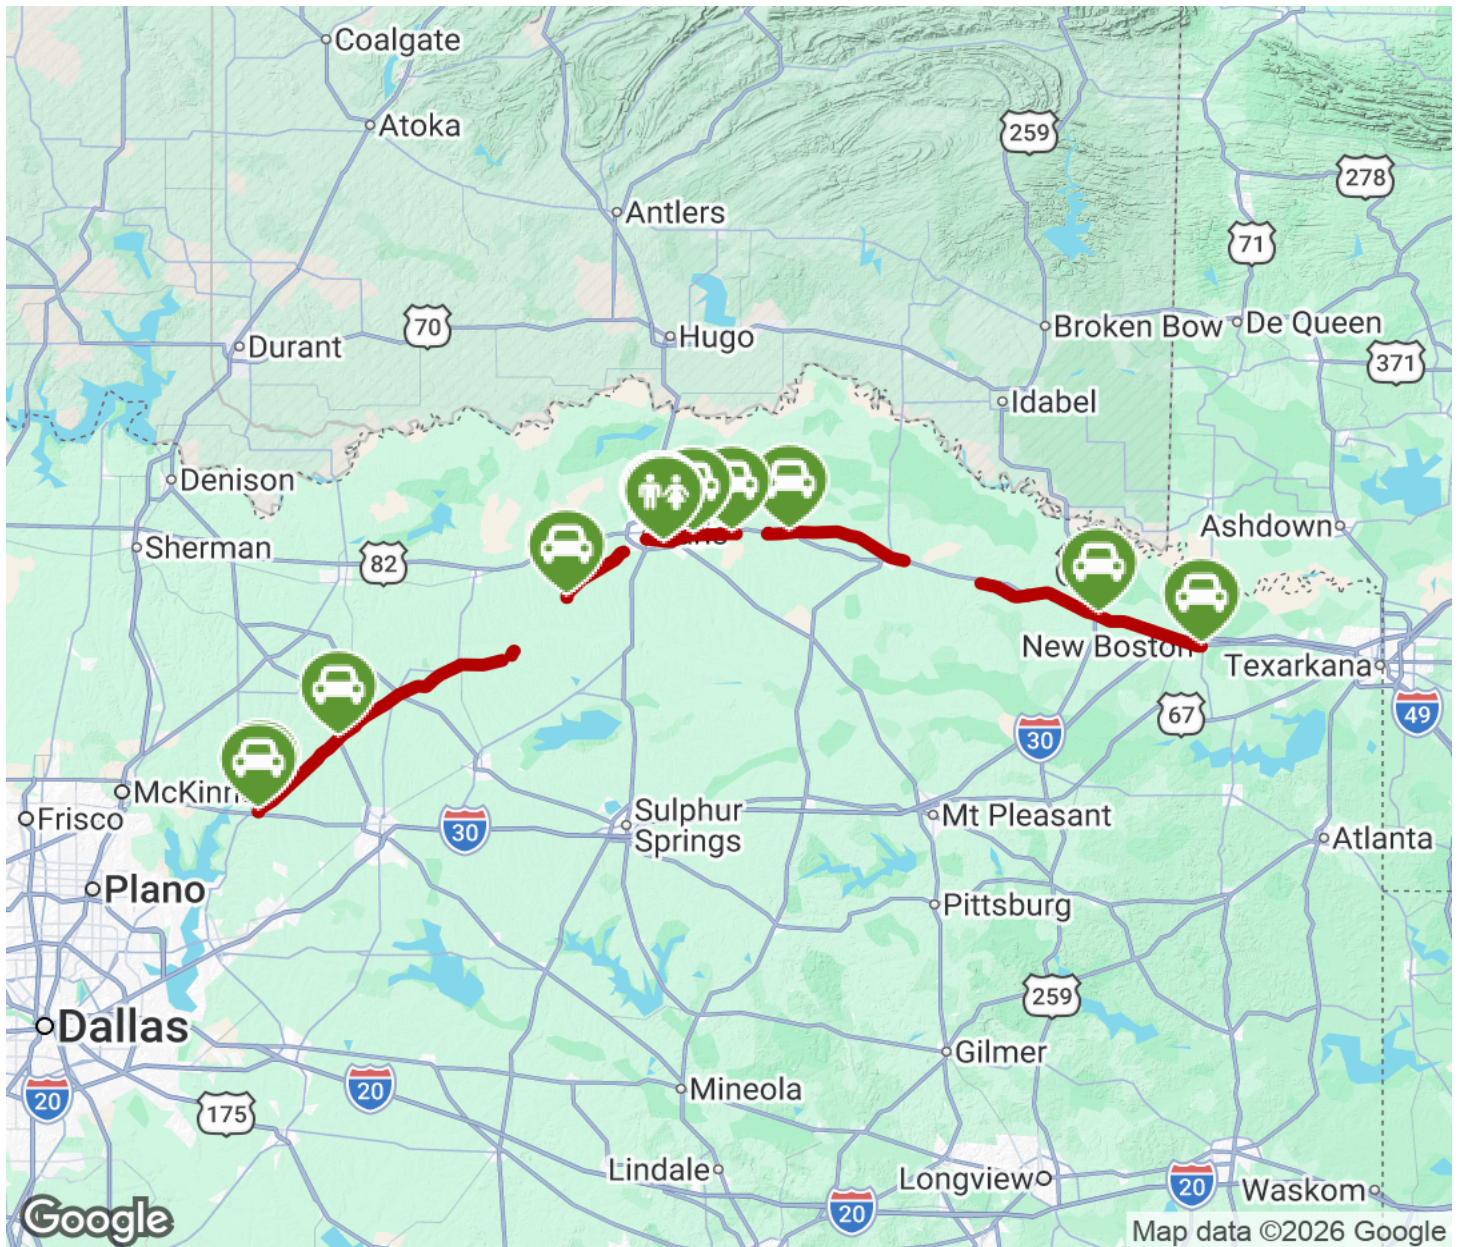 Coalgate
Atoka
259
278
Antlers
71
70
Hugo
Broken Bow
De Queen
Durant
371
Idabel
Denison
Ashdown
Sherman
82
New Boston
Texarkana
67
49
30
McKinn
Frisco
30
Sulphur
Springs
Mt Pleasant
Atlanta
Plano
Pittsburg
259
Dallas
Gilmer
20
20
175
Mineola
Lindale
Longview
20
20
Waskom
Google
Map data ©2026 Google